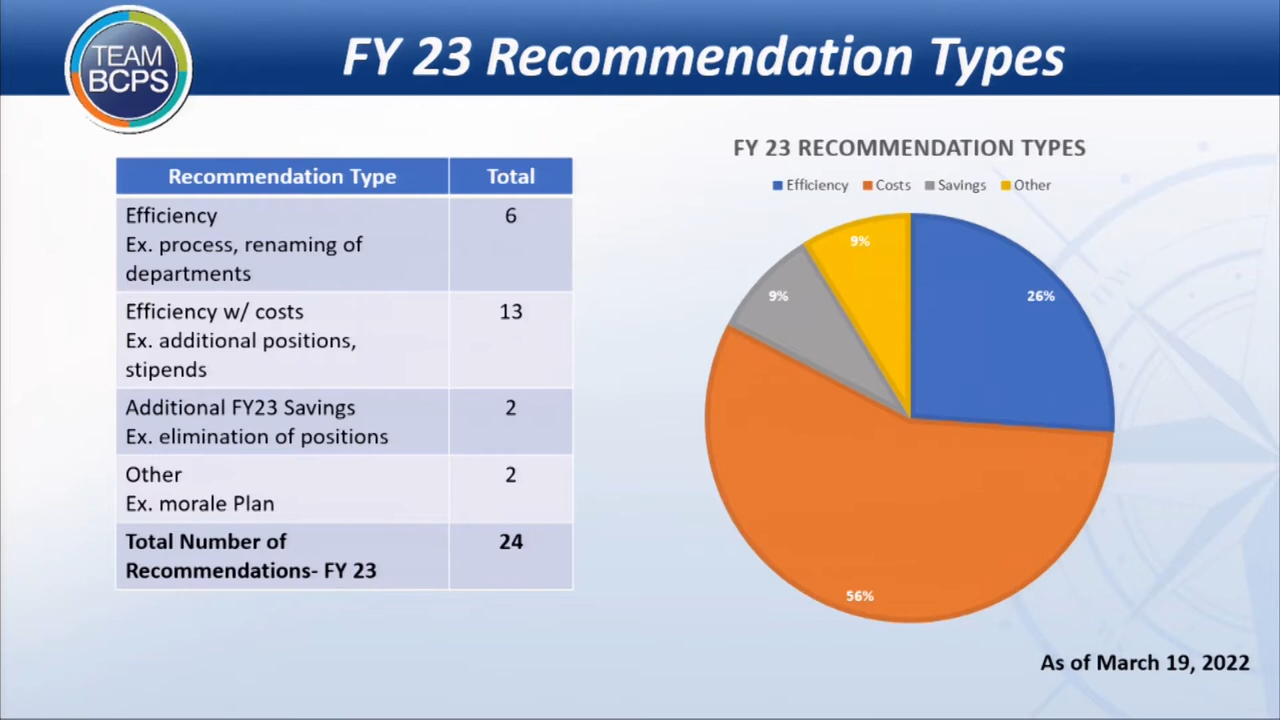 TEAM
BCPS
FY 23 Recommendation Types
Recommendation Type Total
Efficiency 6
Ex. process, renaming of
departments
Efficiency w/ costs 13
Ex. additional positions,
stipends
Additional FY23 Savings 2
Ex. elimination of positions
Other 2
Ex. morale Plan
Total Number of 24
Recommendations- FY 23
FY 23 RECOMMENDATION TYPES
Efficiency Costs Savings Other
9%
9%
26%
56%
As of March 19, 2022